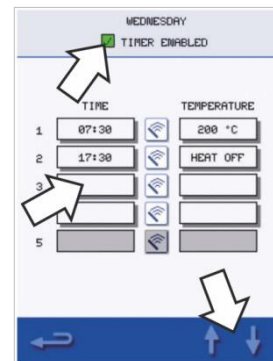 WEDNESDAY
TIMER ENABLED
TIME TEMPERATURE
1 07:30 200 °C
2 17:30 HEAT OFF
3
5